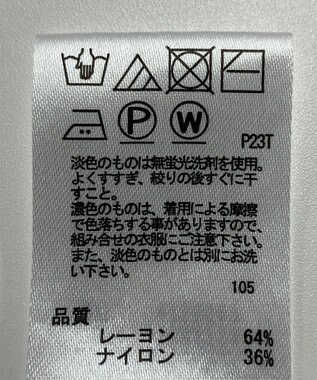 P W P23T
淡色のものは無蛍光洗剤を使用。
よくすすぎ、絞りの後すぐに干
すこと。
濃色のものは、着用による摩擦
で色落ちする事がありますので、
組み合せの衣服にご注意下さい。
また、淡色のものとは別にお洗
い下さい。
105
品質
レーヨン 64%
ナイロン 36%